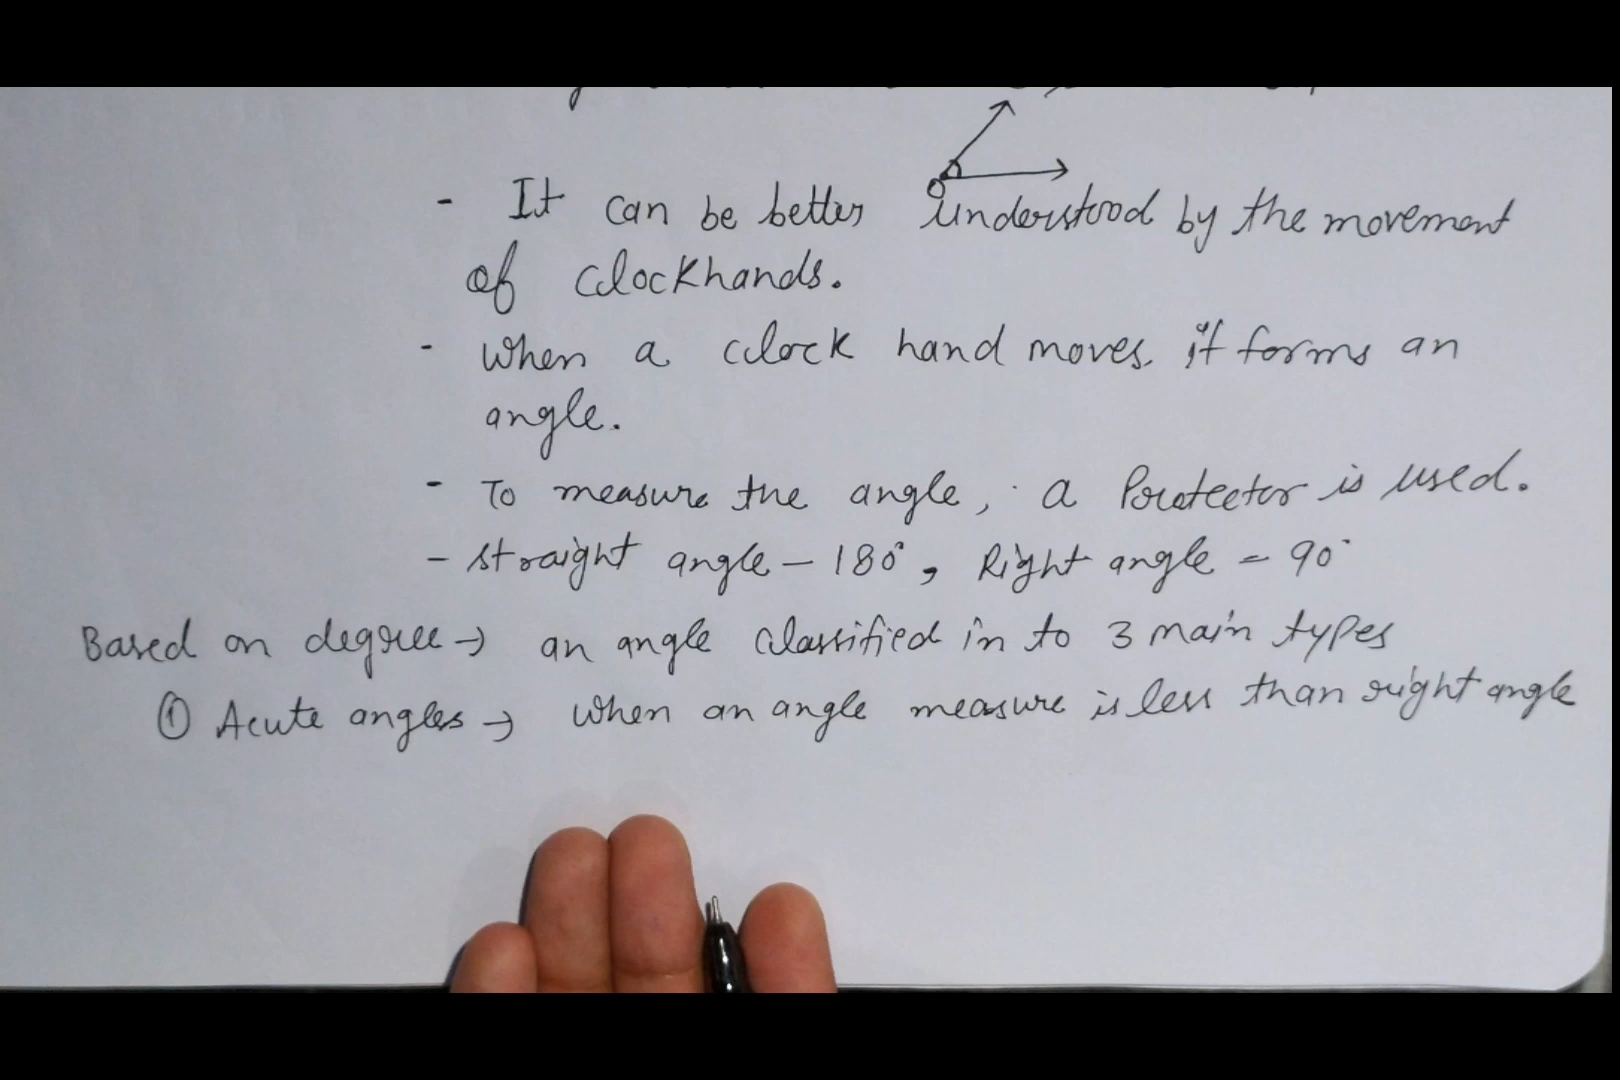 O
- It can be better understood by the movement
of clockhands.
- When a clock hand moves. it forms an
angle.
- To measure the angle, a Protector is used.
- straight angle - 180°, Right angle = 90°
Based on degree → an angle classified in to 3 main types
① Acute angles → When an angle measure is less than right angle